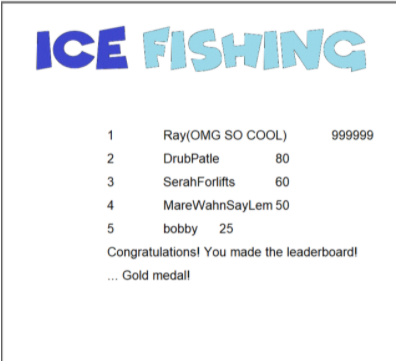 ICE FISHING
1 Ray(OMG SO COOL) 999999
2 DrubPatle 80
3 SerahForlifts 60
4 MareWahnSayLem 50
5 bobby 25
Congratulations! You made the leaderboard!
... Gold medal!